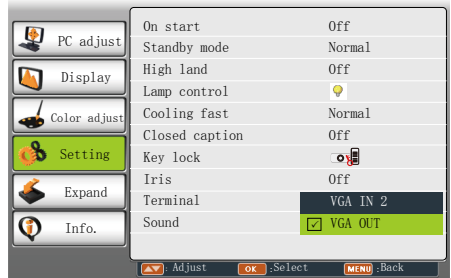 PC adjust
Display
Color adjust
Setting
Expand
Info.
On start Off
Standby mode Normal
High land Off
Lamp control
Cooling fast Normal
Closed caption Off
Key lock
Iris Off
Terminal VGA IN 2
Sound VGA OUT
: Adjust OK :Select MENU :Back